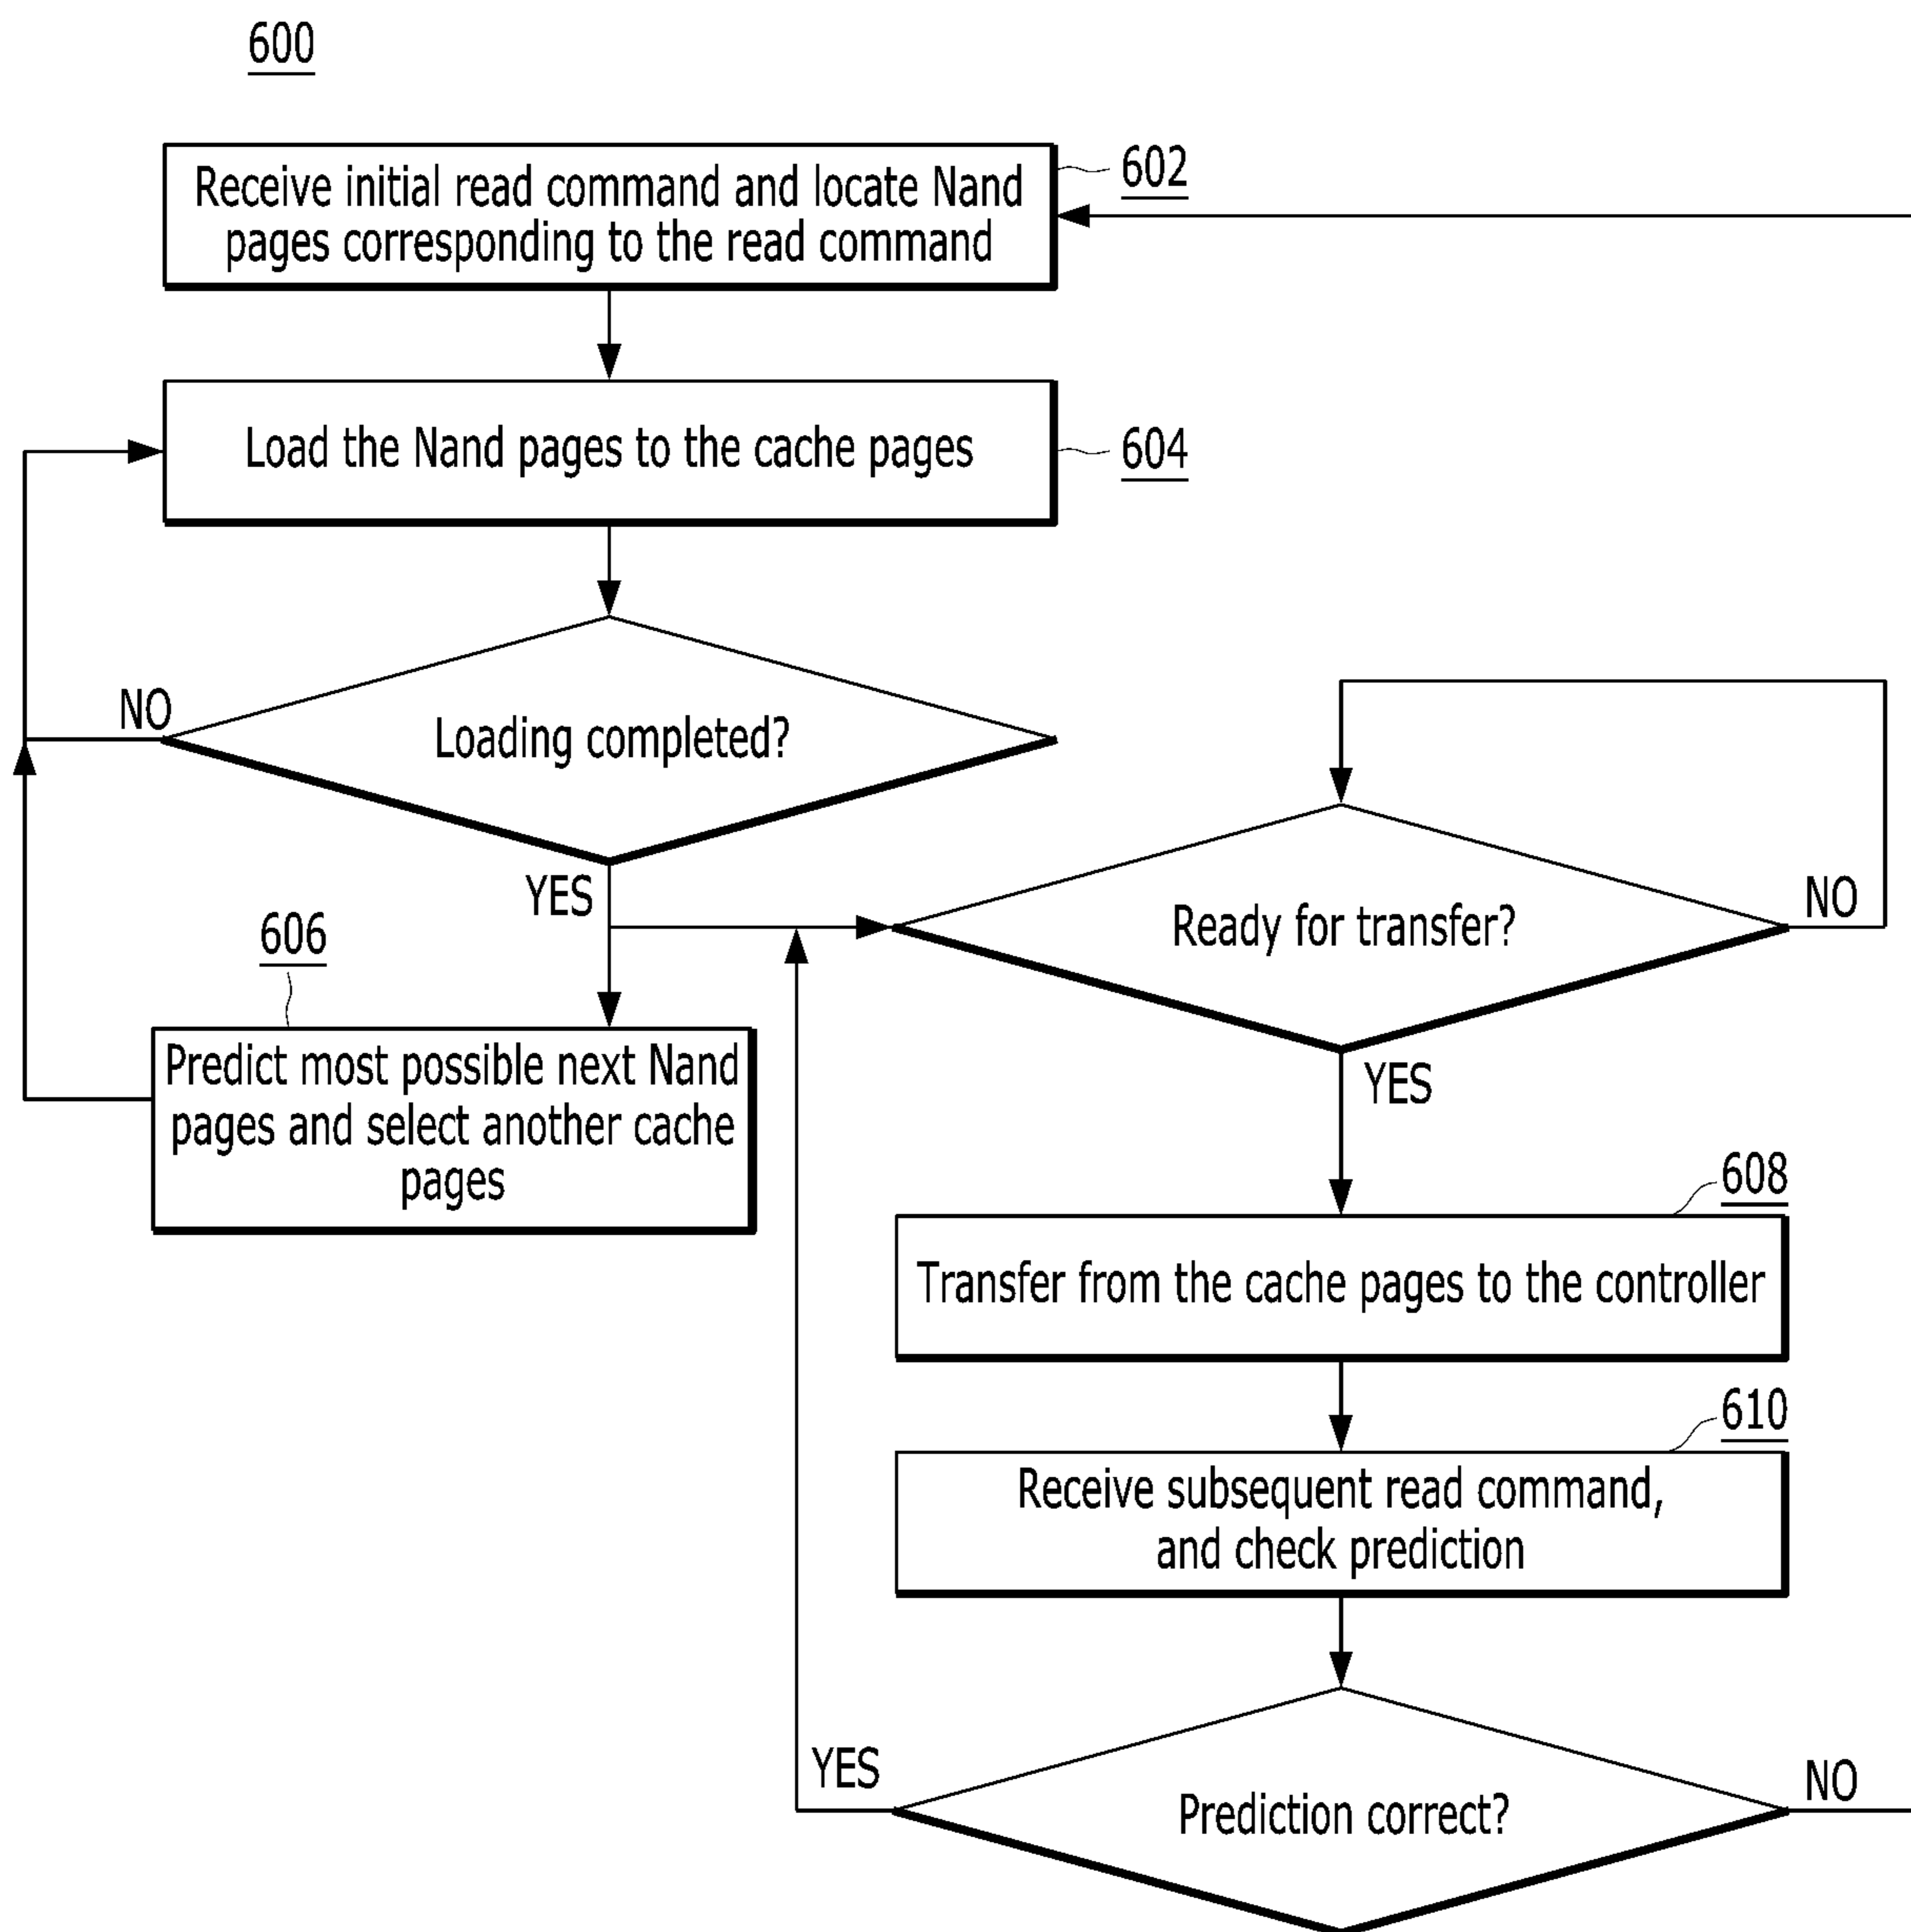 600
Receive initial read command and locate Nand
pages corresponding to the read command
602
Load the Nand pages to the cache pages
604
NO
Loading completed?
YES
606
Predict most possible next Nand
pages and select another cache
pages
Ready for transfer?
NO
YES
608
Transfer from the cache pages to the controller
610
Receive subsequent read command,
and check prediction
YES
Prediction correct?
NO